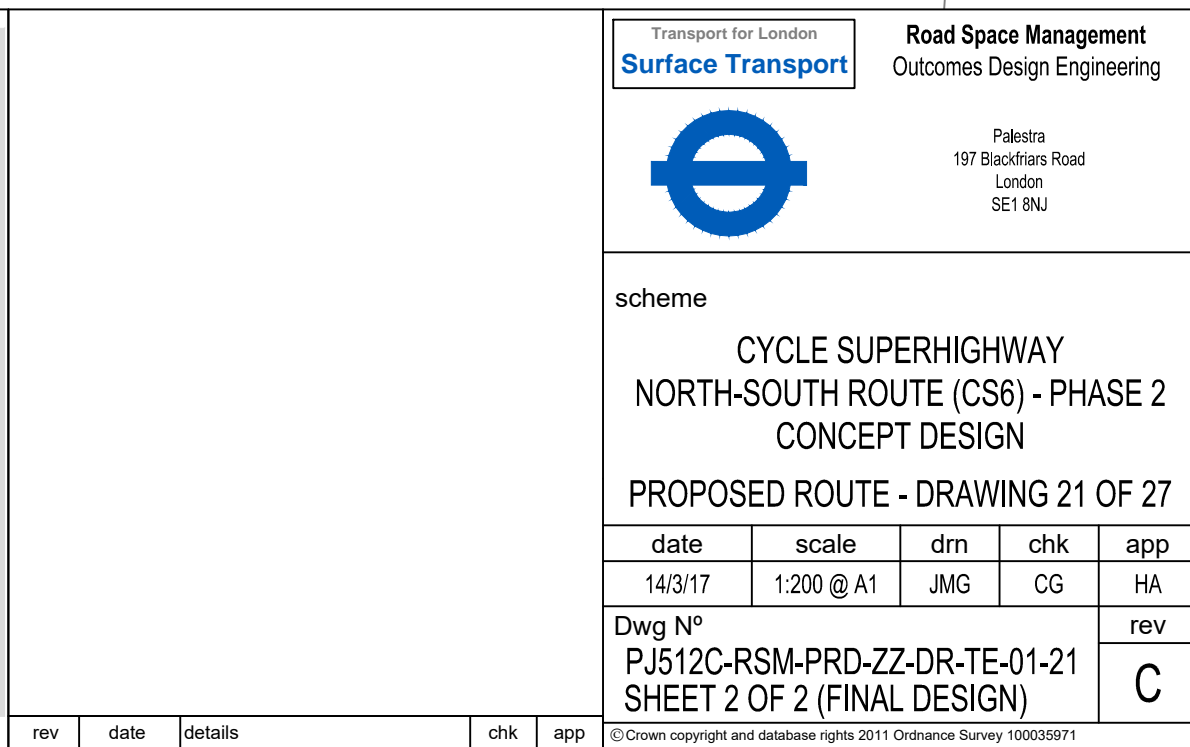 Transport for London
Surface Transport
Road Space Management
Outcomes Design Engineering
Palestra
197 Blackfriars Road
London
SE1 8NJ
scheme
CYCLE SUPERHIGHWAY
NORTH-SOUTH ROUTE (CS6) - PHASE 2
CONCEPT DESIGN
PROPOSED ROUTE - DRAWING 21 OF 27
date scale drn chk app
14/3/17 1:200 @ A1 JMG CG HA
Dwg Nº rev
PJ512C-RSM-PRD-ZZ-DR-TE-01-21
SHEET 2 OF 2 (FINAL DESIGN) C
rev date details chk app
© Crown copyright and database rights 2011 Ordnance Survey 100035971